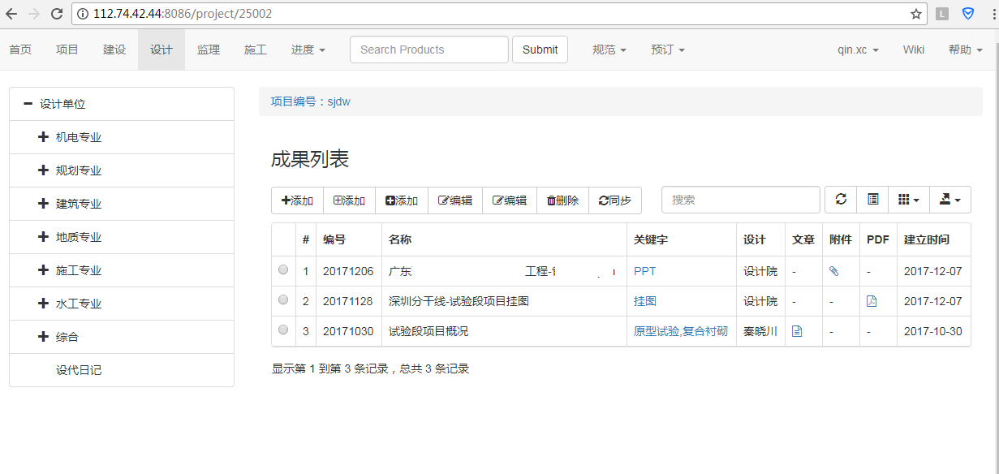 112.74.42.44:8086/project/25002
L
首页 项目 建设 设计 监理 施工 进度 Search Products Submit 规范 预订 qin.xc Wiki 帮助
设计单位
机电专业
规划专业
建筑专业
地质专业
施工专业
水工专业
综合
设代日记
项目编号：sjdw
成果列表
添加 添加 添加 编辑 编辑 删除 同步 搜索
# 编号 名称 关键字 设计 文章 附件 PDF 建立时间
1 20171206 广东 工程- PPT 设计院 - - 2017-12-07
2 20171128 深圳分干线-试验段项目挂图 挂图 设计院 - - 2017-12-07
3 20171030 试验段项目概况 原型试验,复合衬砌 秦晓川 - - 2017-10-30
显示第 1 到第 3 条记录，总共 3 条记录